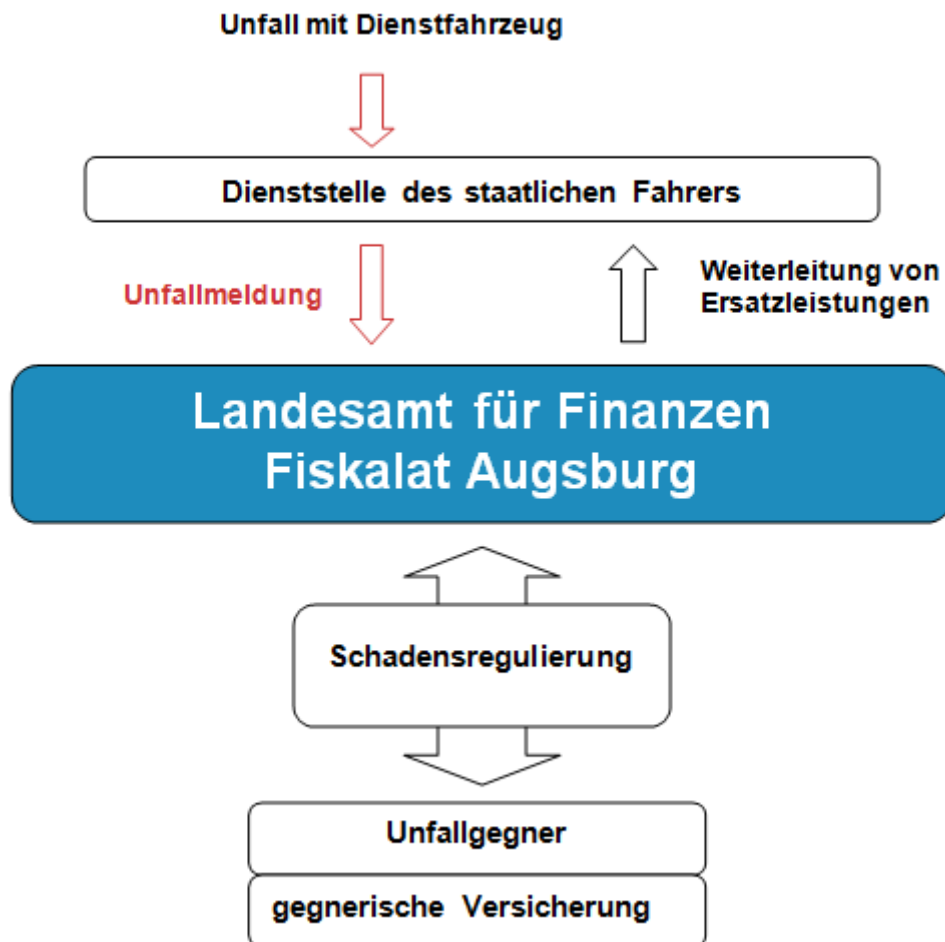 Unfall mit Dienstfahrzeug
Dienststelle des staatlichen Fahrers
Unfallmeldung
Weiterleitung von
Ersatzleistungen
Landesamt für Finanzen
Fiskalat Augsburg
Schadensregulierung
Unfallgegner
gegnerische Versicherung